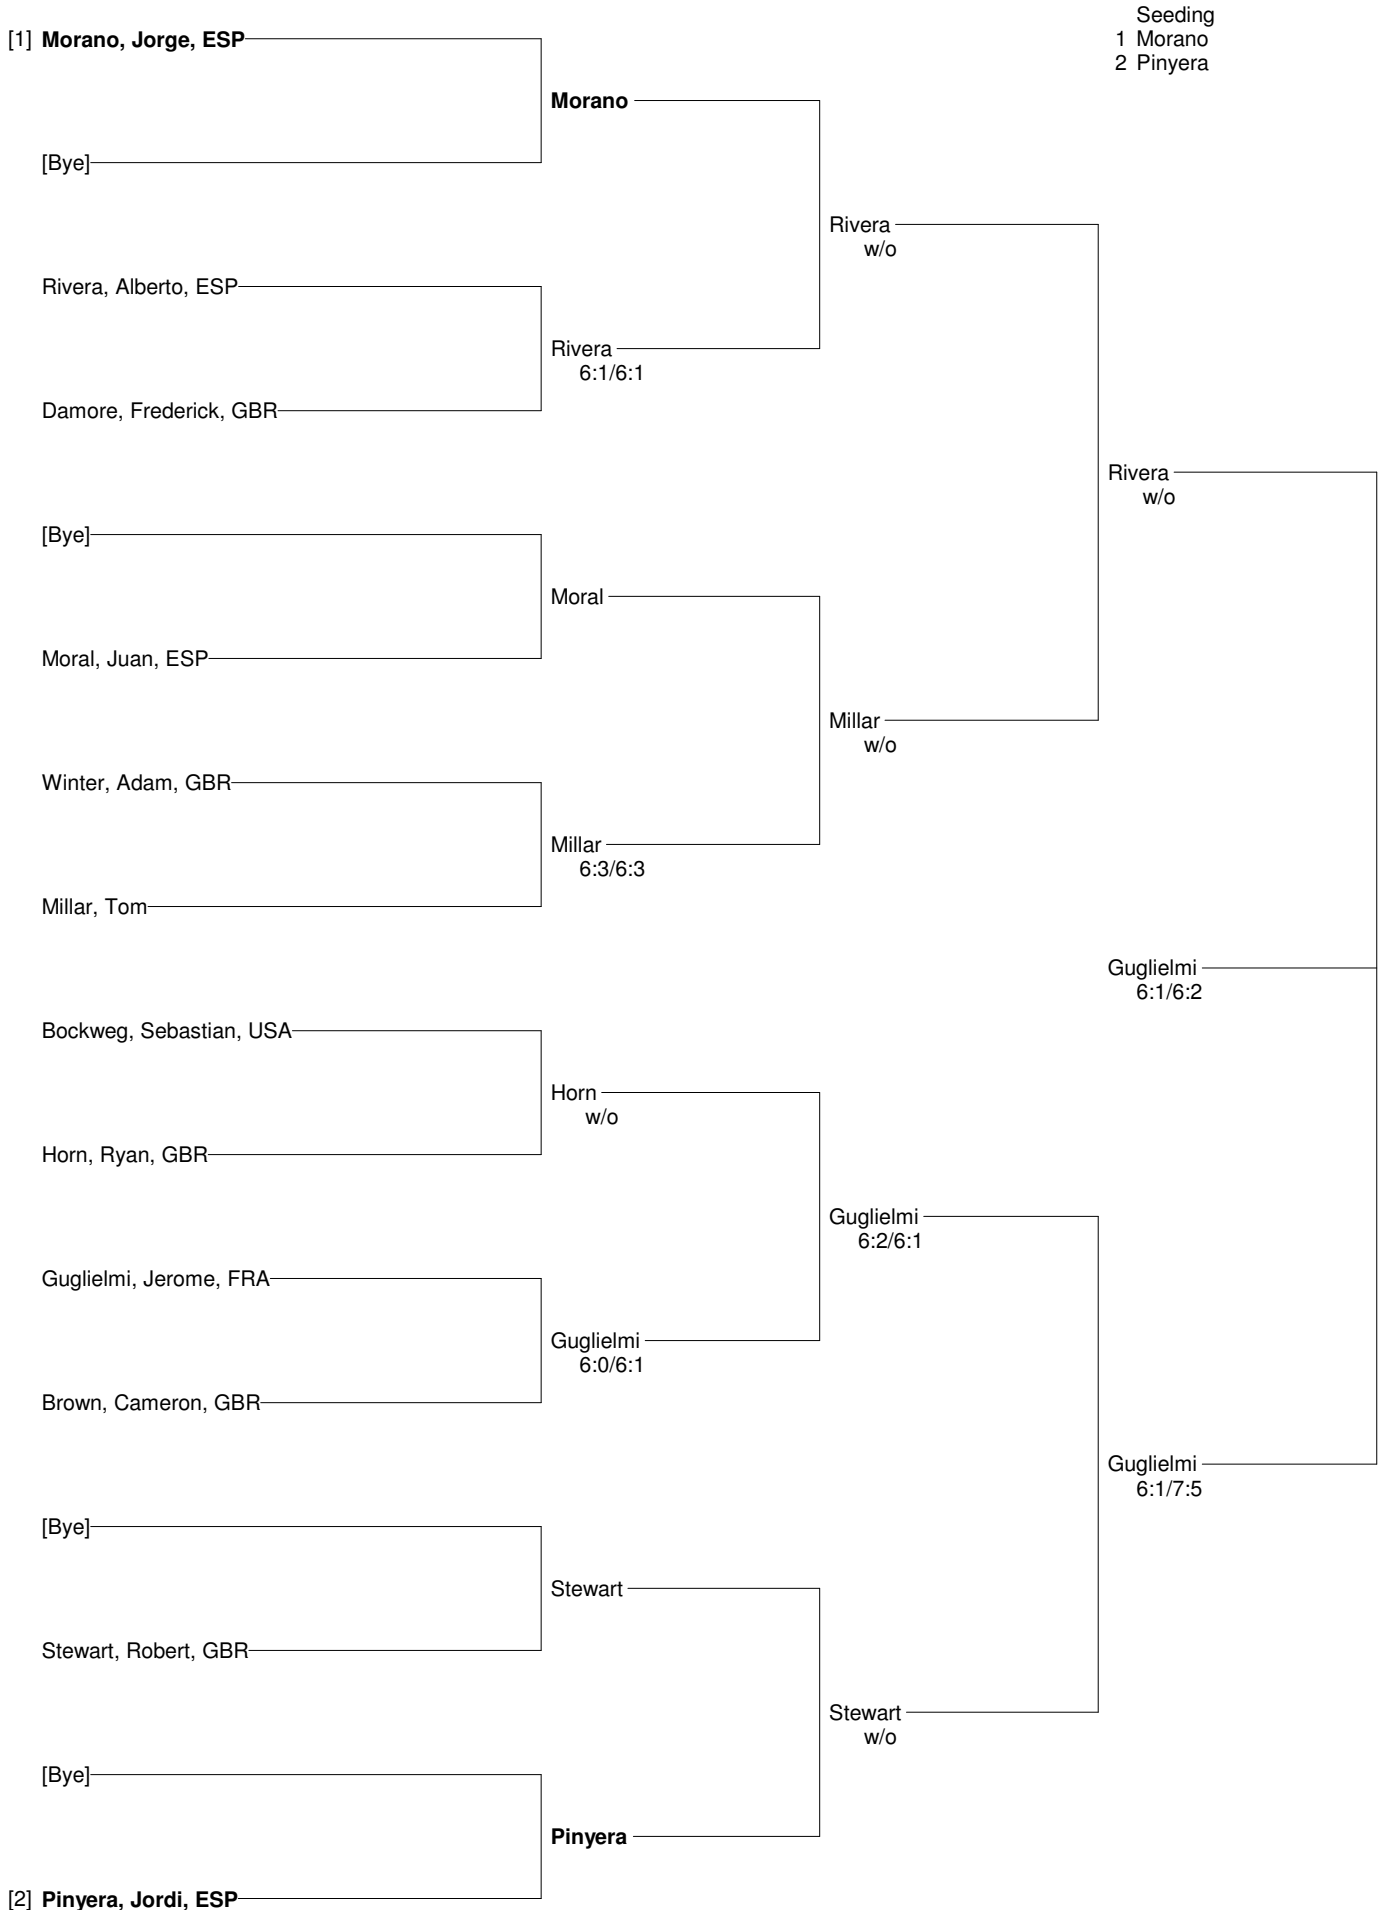 Seeding
1 Morano
2 Pinyera
[1] Morano, Jorge, ESP
Morano
[Bye]
Rivera
w/o
Rivera, Alberto, ESP
Rivera
6:1/6:1
Damore, Frederick, GBR
Rivera
w/o
[Bye]
Moral
Moral, Juan, ESP
Millar
w/o
Winter, Adam, GBR
Millar
6:3/6:3
Millar, Tom
Guglielmi
6:1/6:2
Bockweg, Sebastian, USA
Horn
w/o
Horn, Ryan, GBR
Guglielmi
6:2/6:1
Guglielmi, Jerome, FRA
Guglielmi
6:0/6:1
Brown, Cameron, GBR
Guglielmi
6:1/7:5
[Bye]
Stewart
Stewart, Robert, GBR
Stewart
w/o
[Bye]
Pinyera
[2] Pinyera, Jordi, ESP